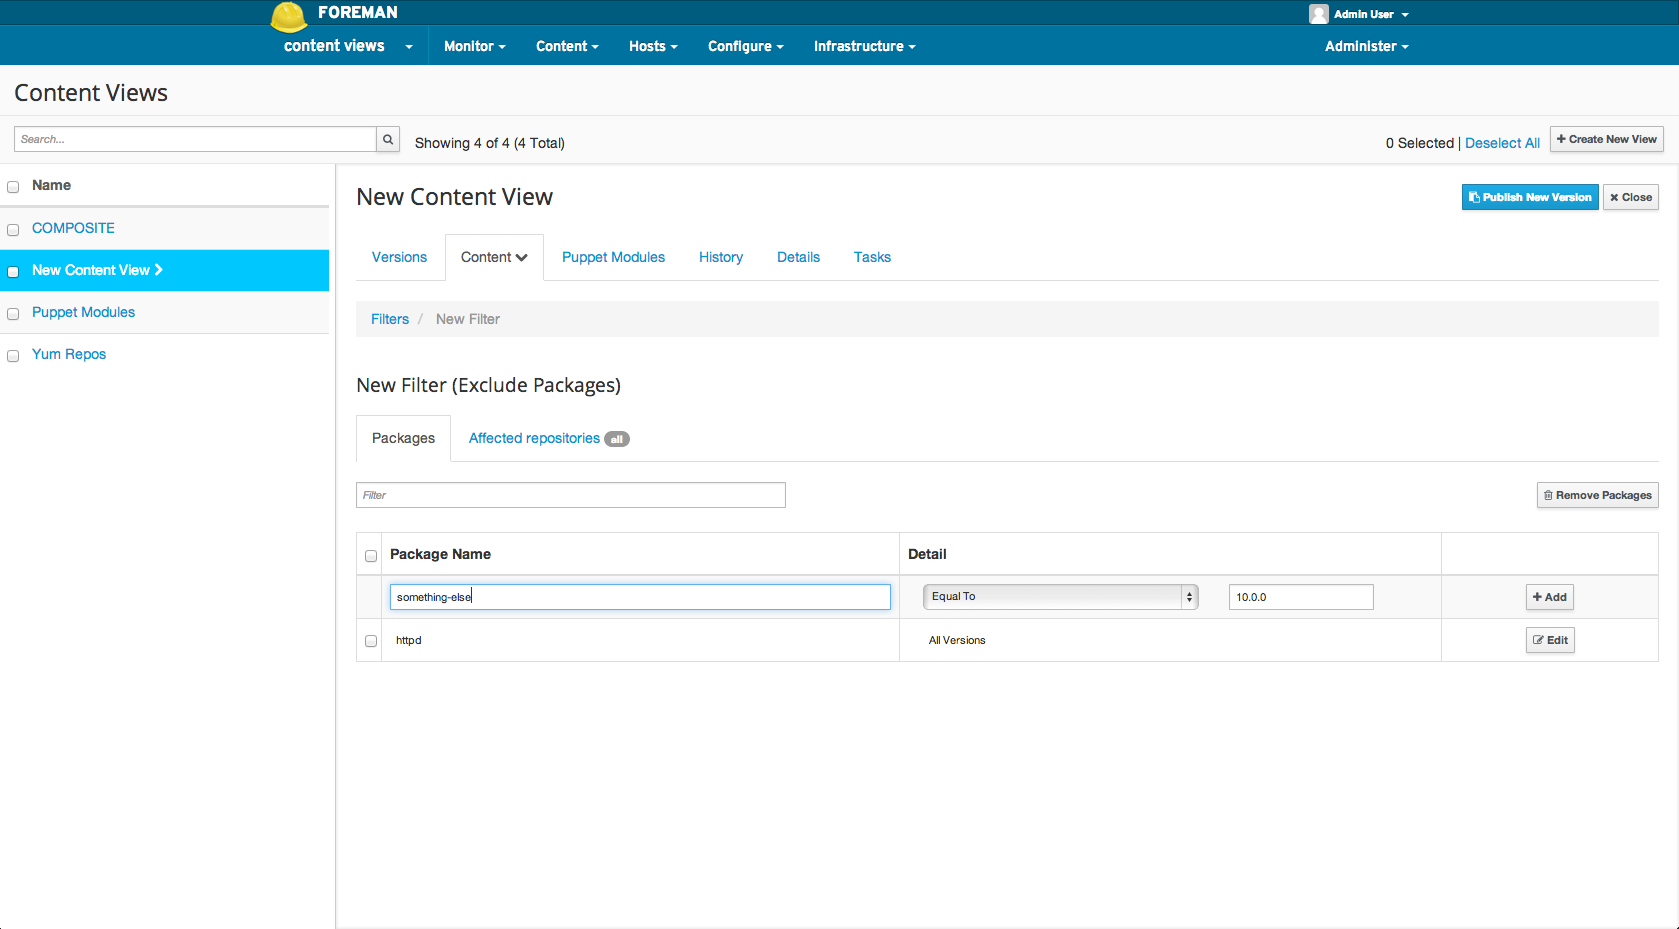 FOREMAN
Admin User
content views
Monitor
Content
Hosts
Configure
Infrastructure
Administer
Content Views
Search...
Showing 4 of 4 (4 Total)
0 Selected | Deselect All
Create New View
Name
COMPOSITE
New Content View
Puppet Modules
Yum Repos
New Content View
Publish New Version
Close
Versions
Content
Puppet Modules
History
Details
Tasks
Filters / New Filter
New Filter (Exclude Packages)
Packages
Affected repositories all
Filter
Remove Packages
Package Name
Detail
something-else
Equal To
10.0.0
+ Add
httpd
All Versions
Edit